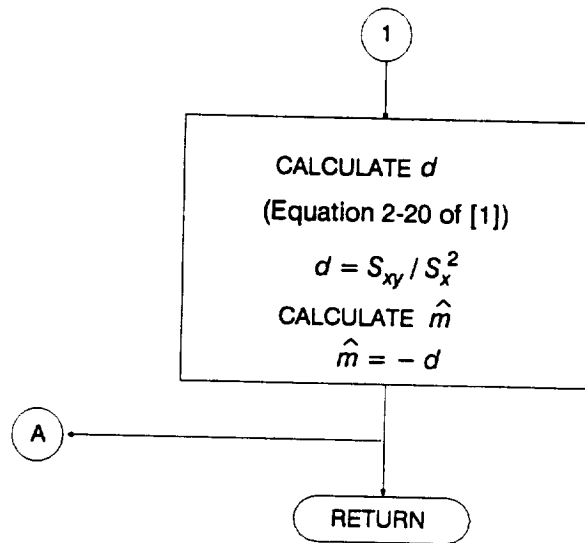 1
CALCULATE d
(Equation 2-20 of [1])
d = S_xy / S_x^2
CALCULATE m̂
m̂ = − d
A
RETURN